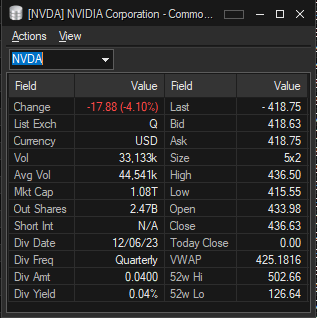 [NVDA] NVIDIA Corporation - Commo...
Actions View
NVDA
Field Value Field Value
Change -17.88 (-4.10%) Last - 418.75
List Exch Q Bid 418.63
Currency USD Ask 418.75
Vol 33,133k Size 5x2
Avg Vol 44,541k High 436.50
Mkt Cap 1.08T Low 415.55
Out Shares 2.47B Open 433.98
Short Int N/A Close 436.63
Div Date 12/06/23 Today Close 0.00
Div Freq Quarterly VWAP 425.1816
Div Amt 0.0400 52w Hi 502.66
Div Yield 0.04% 52w Lo 126.64